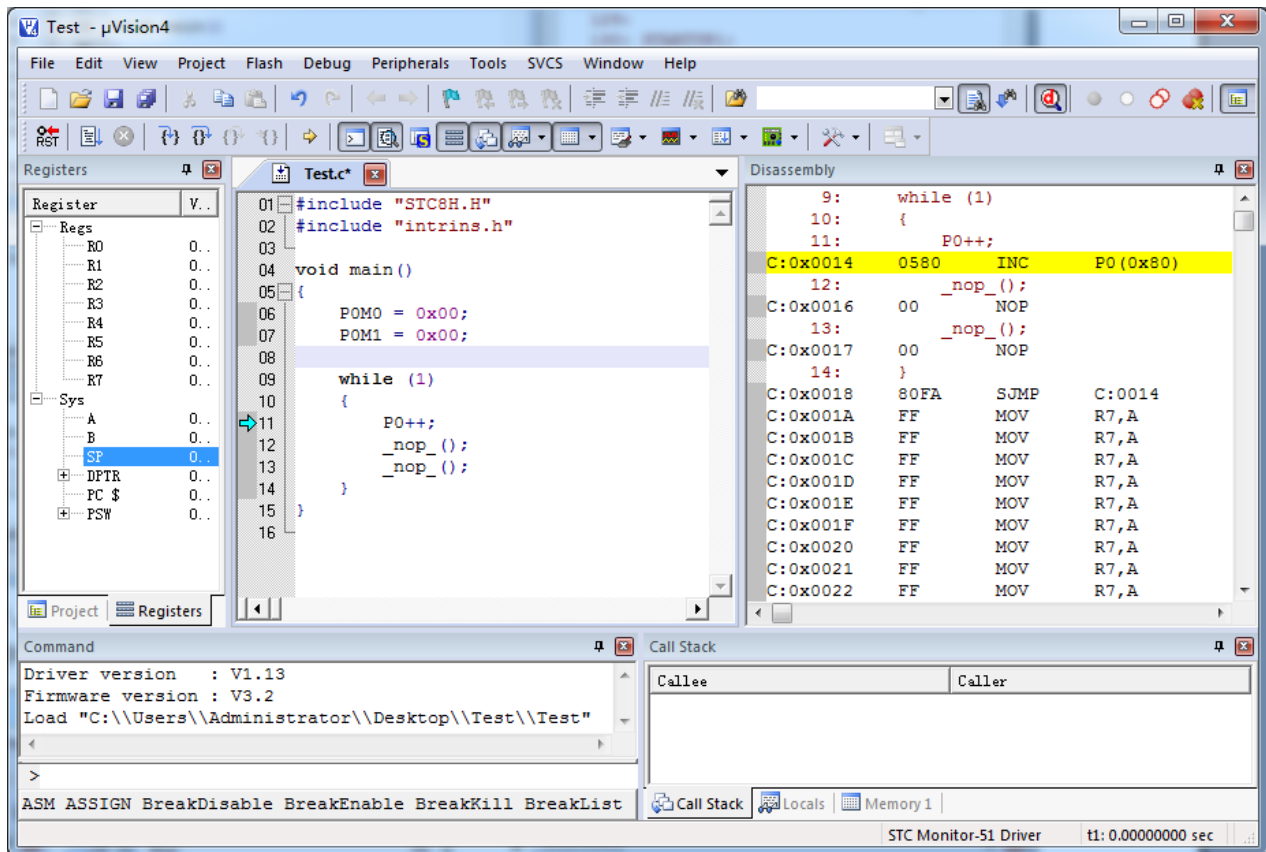 Test - µVision4
File Edit View Project Flash Debug Peripherals Tools SVCS Window Help
RST
Registers
Register V..
Regs
R0 0..
R1 0..
R2 0..
R3 0..
R4 0..
R5 0..
R6 0..
R7 0..
Sys
A 0..
B 0..
SP 0..
DPTR 0..
PC $ 0..
PSW 0..
Project Registers
Test.c*
01 #include "STC8H.H"
02 #include "intrins.h"
03
04 void main()
05 {
06 P0M0 = 0x00;
07 P0M1 = 0x00;
08
09 while (1)
10 {
11 P0++;
12 _nop_();
13 _nop_();
14 }
15 }
16
Disassembly
9: while (1)
10: {
11: P0++;
C:0x0014 0580 INC P0(0x80)
12: _nop_();
C:0x0016 00 NOP
13: _nop_();
C:0x0017 00 NOP
14: }
C:0x0018 80FA SJMP C:0014
C:0x001A FF MOV R7,A
C:0x001B FF MOV R7,A
C:0x001C FF MOV R7,A
C:0x001D FF MOV R7,A
C:0x001E FF MOV R7,A
C:0x001F FF MOV R7,A
C:0x0020 FF MOV R7,A
C:0x0021 FF MOV R7,A
C:0x0022 FF MOV R7,A
Command
Driver version : V1.13
Firmware version : V3.2
Load "C:\\Users\\Administrator\\Desktop\\Test\\Test"
>
ASM ASSIGN BreakDisable BreakEnable BreakKill BreakList
Call Stack
Callee Caller
Call Stack Locals Memory 1
STC Monitor-51 Driver t1: 0.00000000 sec